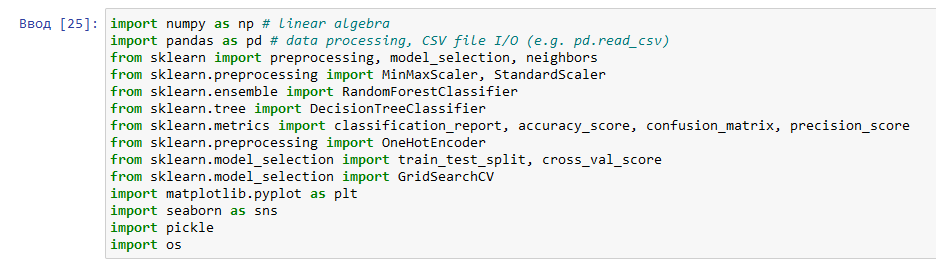 Ввод [25]: import numpy as np # linear algebra
import pandas as pd # data processing, CSV file I/O (e.g. pd.read_csv)
from sklearn import preprocessing, model_selection, neighbors
from sklearn.preprocessing import MinMaxScaler, StandardScaler
from sklearn.ensemble import RandomForestClassifier
from sklearn.tree import DecisionTreeClassifier
from sklearn.metrics import classification_report, accuracy_score, confusion_matrix, precision_score
from sklearn.preprocessing import OneHotEncoder
from sklearn.model_selection import train_test_split, cross_val_score
from sklearn.model_selection import GridSearchCV
import matplotlib.pyplot as plt
import seaborn as sns
import pickle
import os